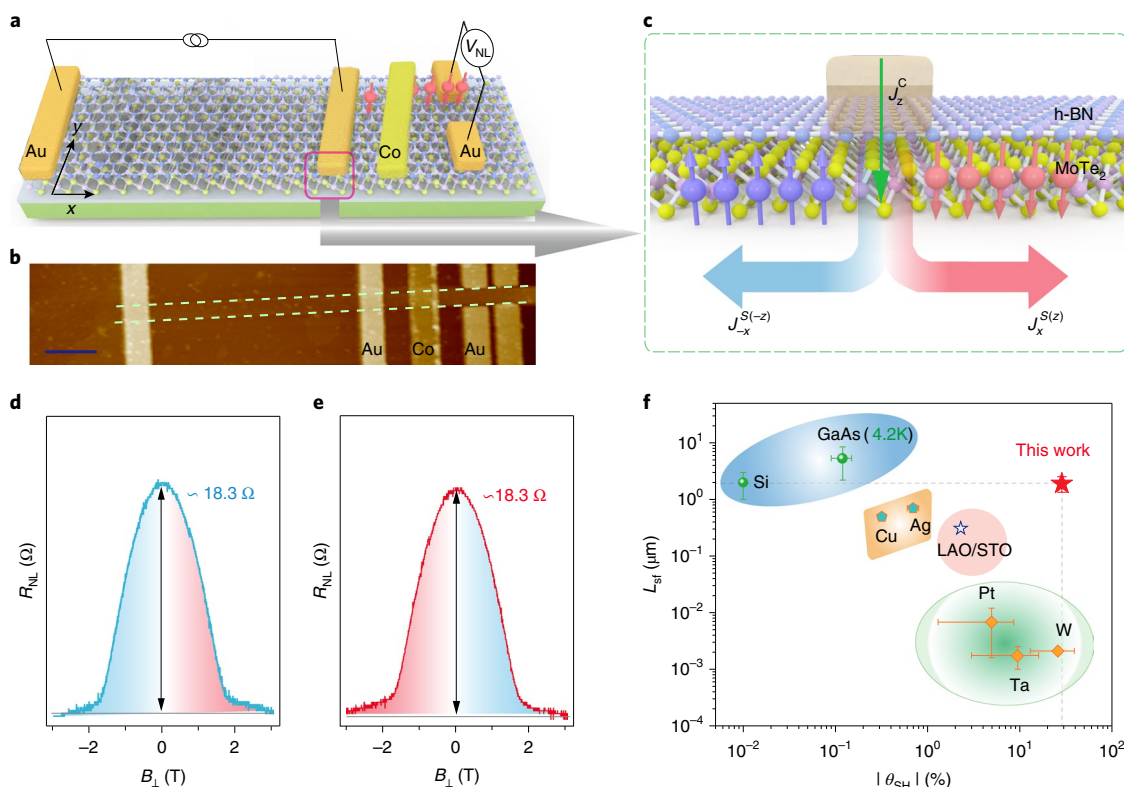 a
V_NL
Au
y
x
Co
Au
b
Au
Co
Au
c
J_z^C
h-BN
MoTe₂
J_{-x}^{S(-z)}
J_x^{S(z)}
d
R_NL (Ω)
∽ 18.3 Ω
−2
0
2
B⊥ (T)
e
R_NL (Ω)
∽18.3 Ω
−2
0
2
B⊥ (T)
f
L_sf (μm)
10¹
10⁰
10⁻¹
10⁻²
10⁻³
10⁻⁴
GaAs (4.2K)
This work
Si
Cu
Ag
LAO/STO
Pt
W
Ta
10⁻²
10⁻¹
10⁰
10¹
10²
| θ_SH | (%)